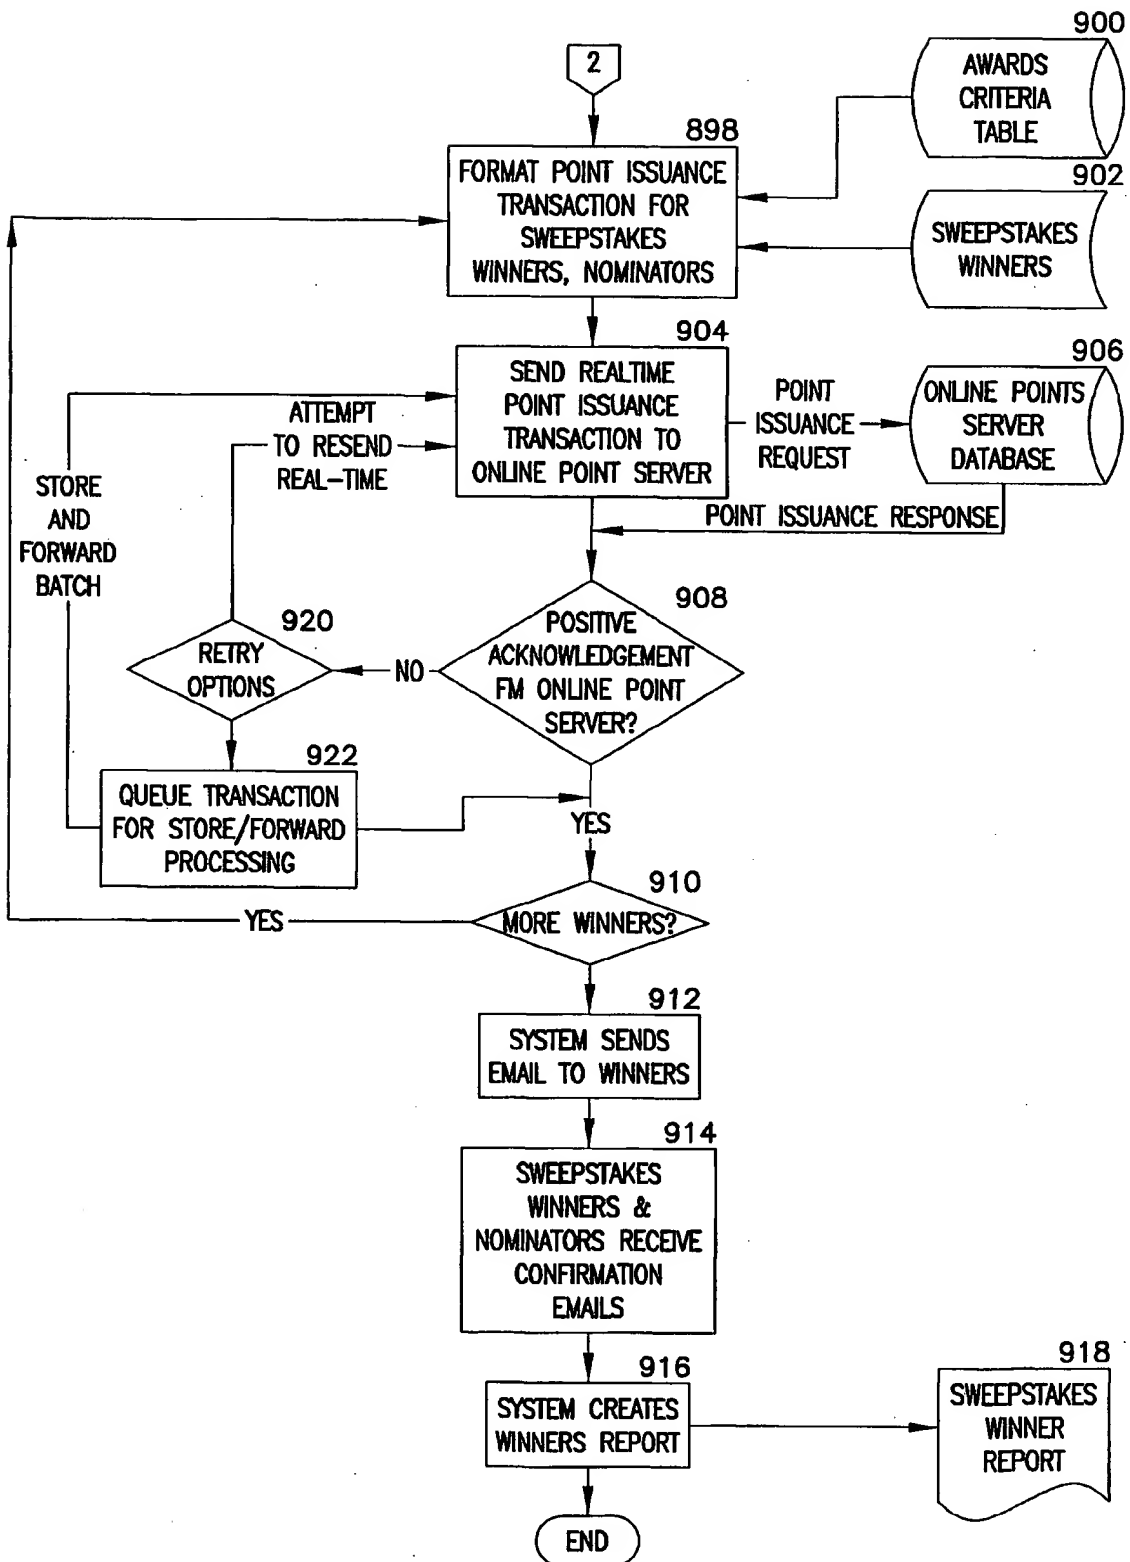 2
900
AWARDS
CRITERIA
TABLE
898
FORMAT POINT ISSUANCE
TRANSACTION FOR
SWEEPSTAKES
WINNERS, NOMINATORS
902
SWEEPSTAKES
WINNERS
904
SEND REALTIME
POINT ISSUANCE
TRANSACTION TO
ONLINE POINT SERVER
POINT
ISSUANCE
REQUEST
906
ONLINE POINTS
SERVER
DATABASE
ATTEMPT
TO RESEND
REAL-TIME
STORE
AND
FORWARD
BATCH
POINT ISSUANCE RESPONSE
908
POSITIVE
ACKNOWLEDGEMENT
FM ONLINE POINT
SERVER?
NO
920
RETRY
OPTIONS
922
QUEUE TRANSACTION
FOR STORE/FORWARD
PROCESSING
YES
910
MORE WINNERS?
YES
912
SYSTEM SENDS
EMAIL TO WINNERS
914
SWEEPSTAKES
WINNERS &
NOMINATORS RECEIVE
CONFIRMATION
EMAILS
916
SYSTEM CREATES
WINNERS REPORT
918
SWEEPSTAKES
WINNER
REPORT
END